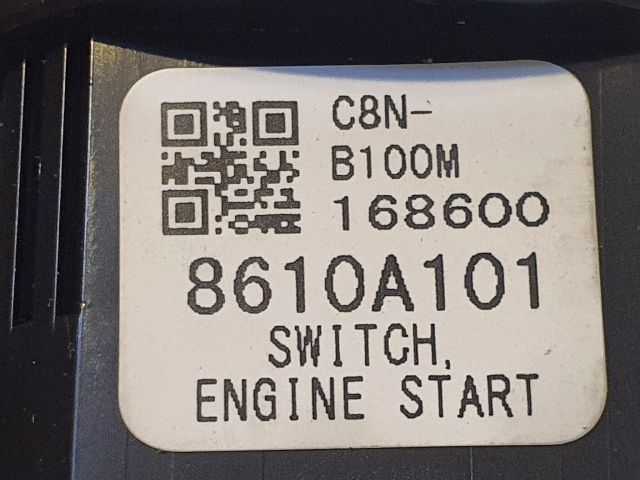 C8N-
B100M
168600
8610A101
SWITCH,
ENGINE START